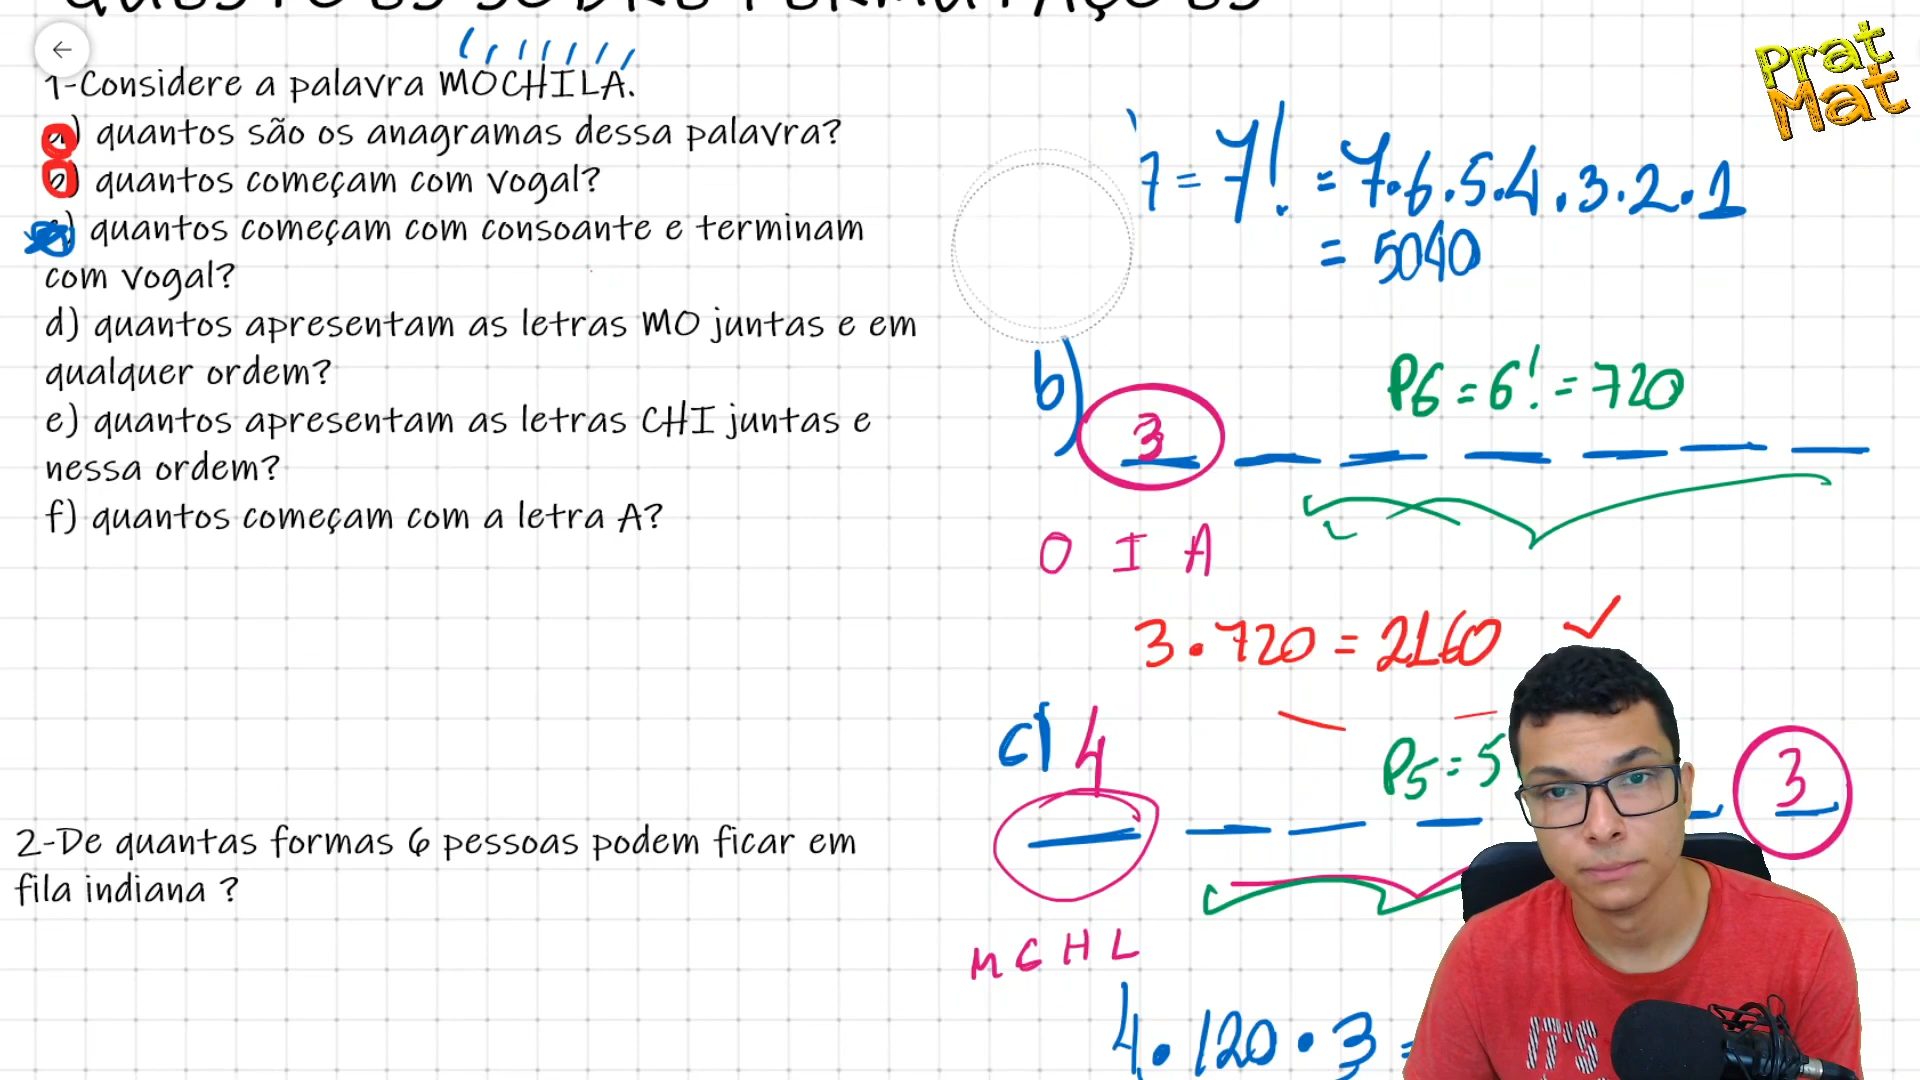 QUESTÕES SOBRE PERMUTAÇÕES
1-Considere a palavra MOCHILA.
a) quantos são os anagramas dessa palavra?
b) quantos começam com vogal?
c) quantos começam com consoante e terminam
com vogal?
d) quantos apresentam as letras MO juntas e em
qualquer ordem?
e) quantos apresentam as letras CHI juntas e
nessa ordem?
f) quantos começam com a letra A?
2-De quantas formas 6 pessoas podem ficar em
fila indiana ?
Prat
Mat
7 = 7! = 7.6.5.4.3.2.1
= 5040
b)
P6 = 6! = 720
3
O I A
3.720 = 2160
c) 4
P5 = 5
3
M C H L
4.120.3 =
IT'S